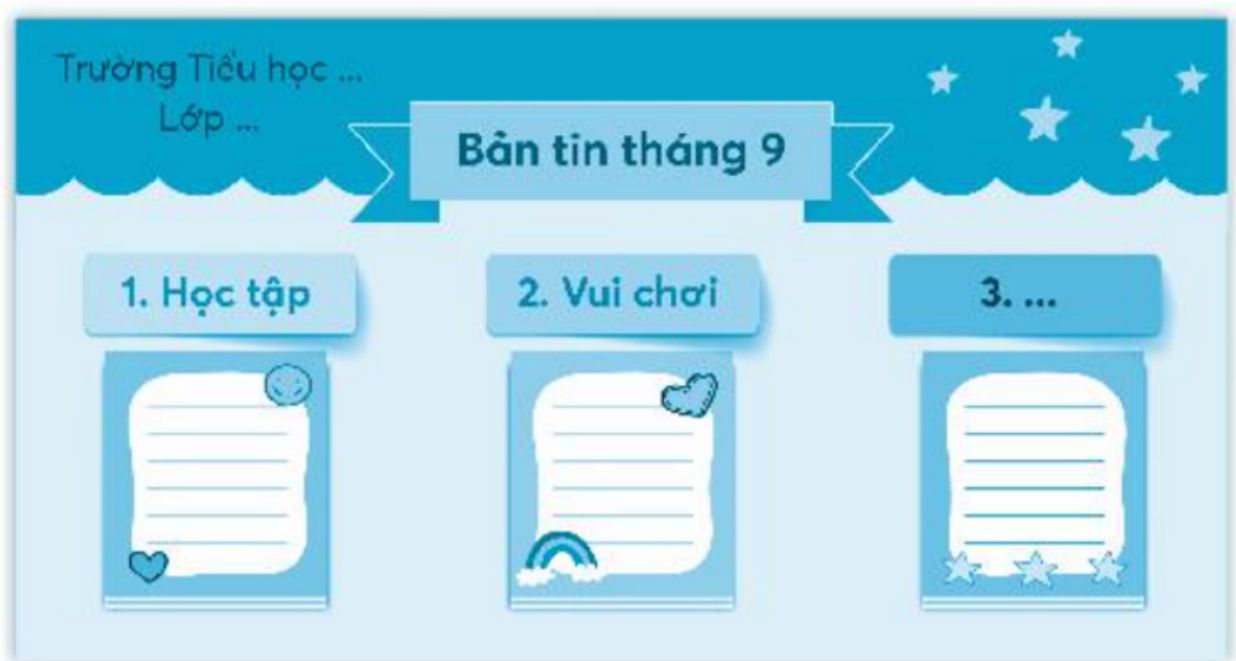 Trường Tiểu học ...
Lớp ...
Bản tin tháng 9
1. Học tập
2. Vui chơi
3. ...